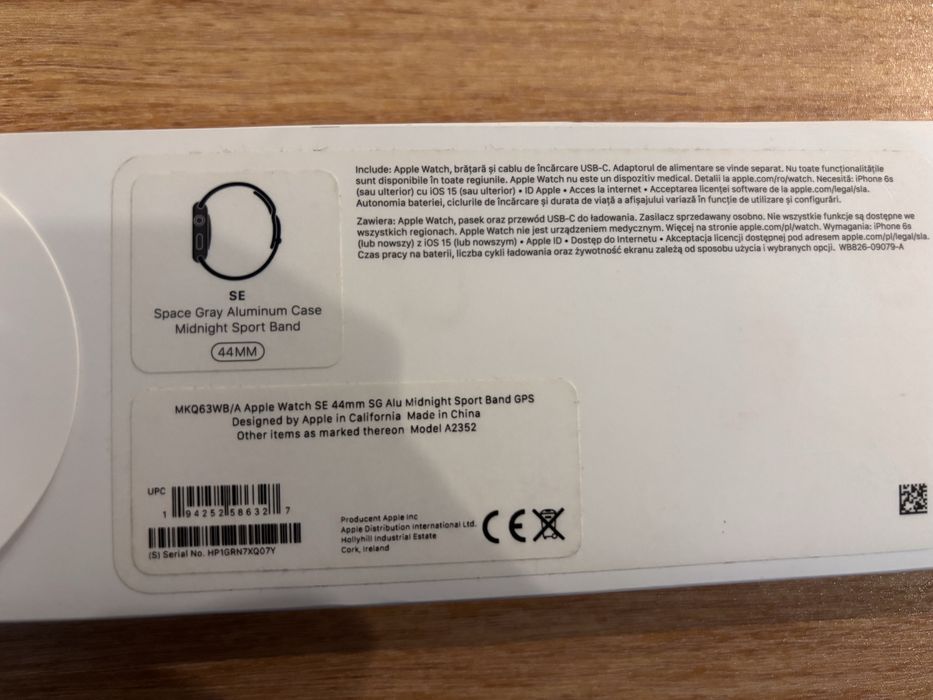 Include: Apple Watch, brățară și cablu de încărcare USB-C. Adaptorul de alimentare se vinde separat. Nu toate funcționalitățile
sunt disponibile în toate regiunile. Apple Watch nu este un dispozitiv medical. Detalii la apple.com/ro/watch. Necesită: iPhone 6s
(sau ulterior) cu iOS 15 (sau ulterior) • ID Apple • Acces la internet • Acceptarea licenței software de la apple.com/legal/sla.
Autonomia bateriei, ciclurile de încărcare și durata de viață a afișajului variază în funcție de utilizare și configurări.
Zawiera: Apple Watch, pasek oraz przewód USB-C do ładowania. Zasilacz sprzedawany osobno. Nie wszystkie funkcje są dostępne we
wszystkich regionach. Apple Watch nie jest urządzeniem medycznym. Więcej na stronie apple.com/pl/watch. Wymagania: iPhone 6s
(lub nowszy) z iOS 15 (lub nowszym) • Apple ID • Dostęp do Internetu • Akceptacja licencji dostępnej pod adresem apple.com/pl/legal/sla.
Czas pracy na baterii, liczba cykli ładowania oraz żywotność ekranu zależą od sposobu użycia i wybranych opcji. WB826-09079-A
SE
Space Gray Aluminum Case
Midnight Sport Band
44MM
MKQ63WB/A Apple Watch SE 44mm SG Alu Midnight Sport Band GPS
Designed by Apple in California Made in China
Other items as marked thereon Model A2352
UPC
1 94252 58632 7
(S) Serial No. HP1GRN7XQ07Y
Producent Apple Inc
Apple Distribution International Ltd.
Hollyhill Industrial Estate
Cork, Ireland
CE